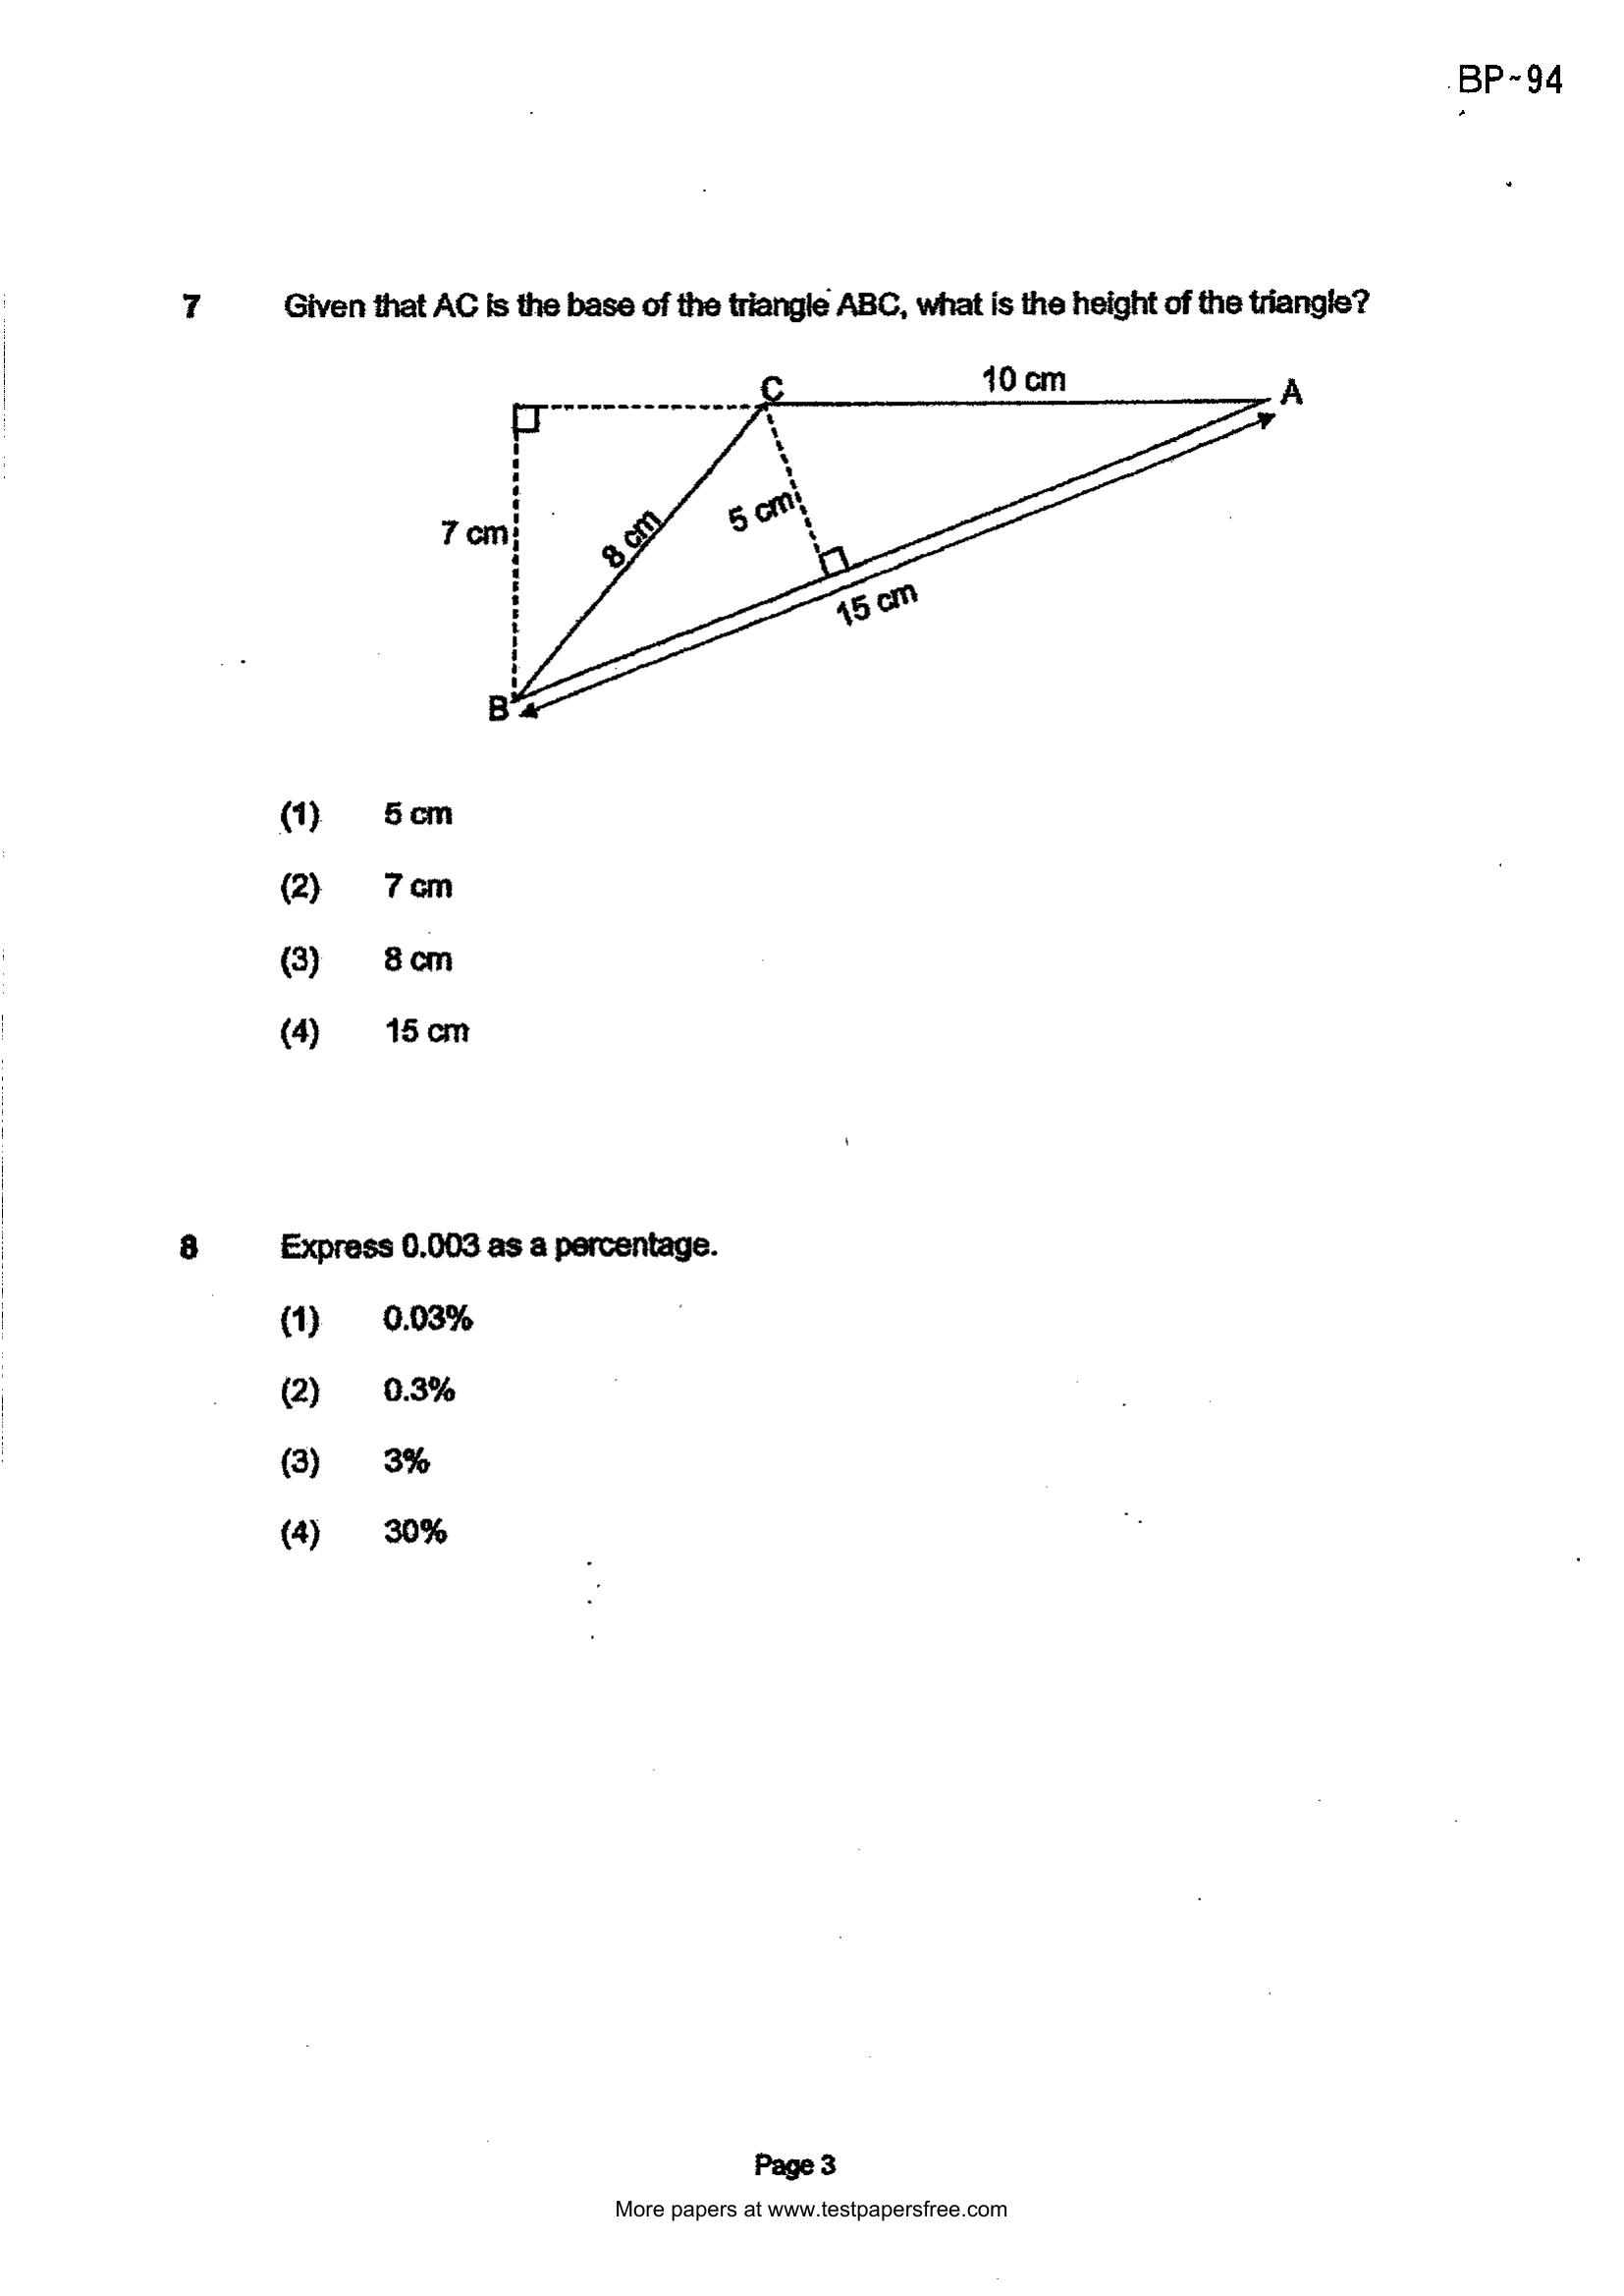 BP-94
7 Given that AC is the base of the triangle ABC, what is the height of the triangle?
C 10 cm A
7 cm 8 cm 5 cm
15 cm
B
(1) 5 cm
(2) 7 cm
(3) 8 cm
(4) 15 cm
8 Express 0.003 as a percentage.
(1) 0.03%
(2) 0.3%
(3) 3%
(4) 30%
Page 3
More papers at www.testpapersfree.com